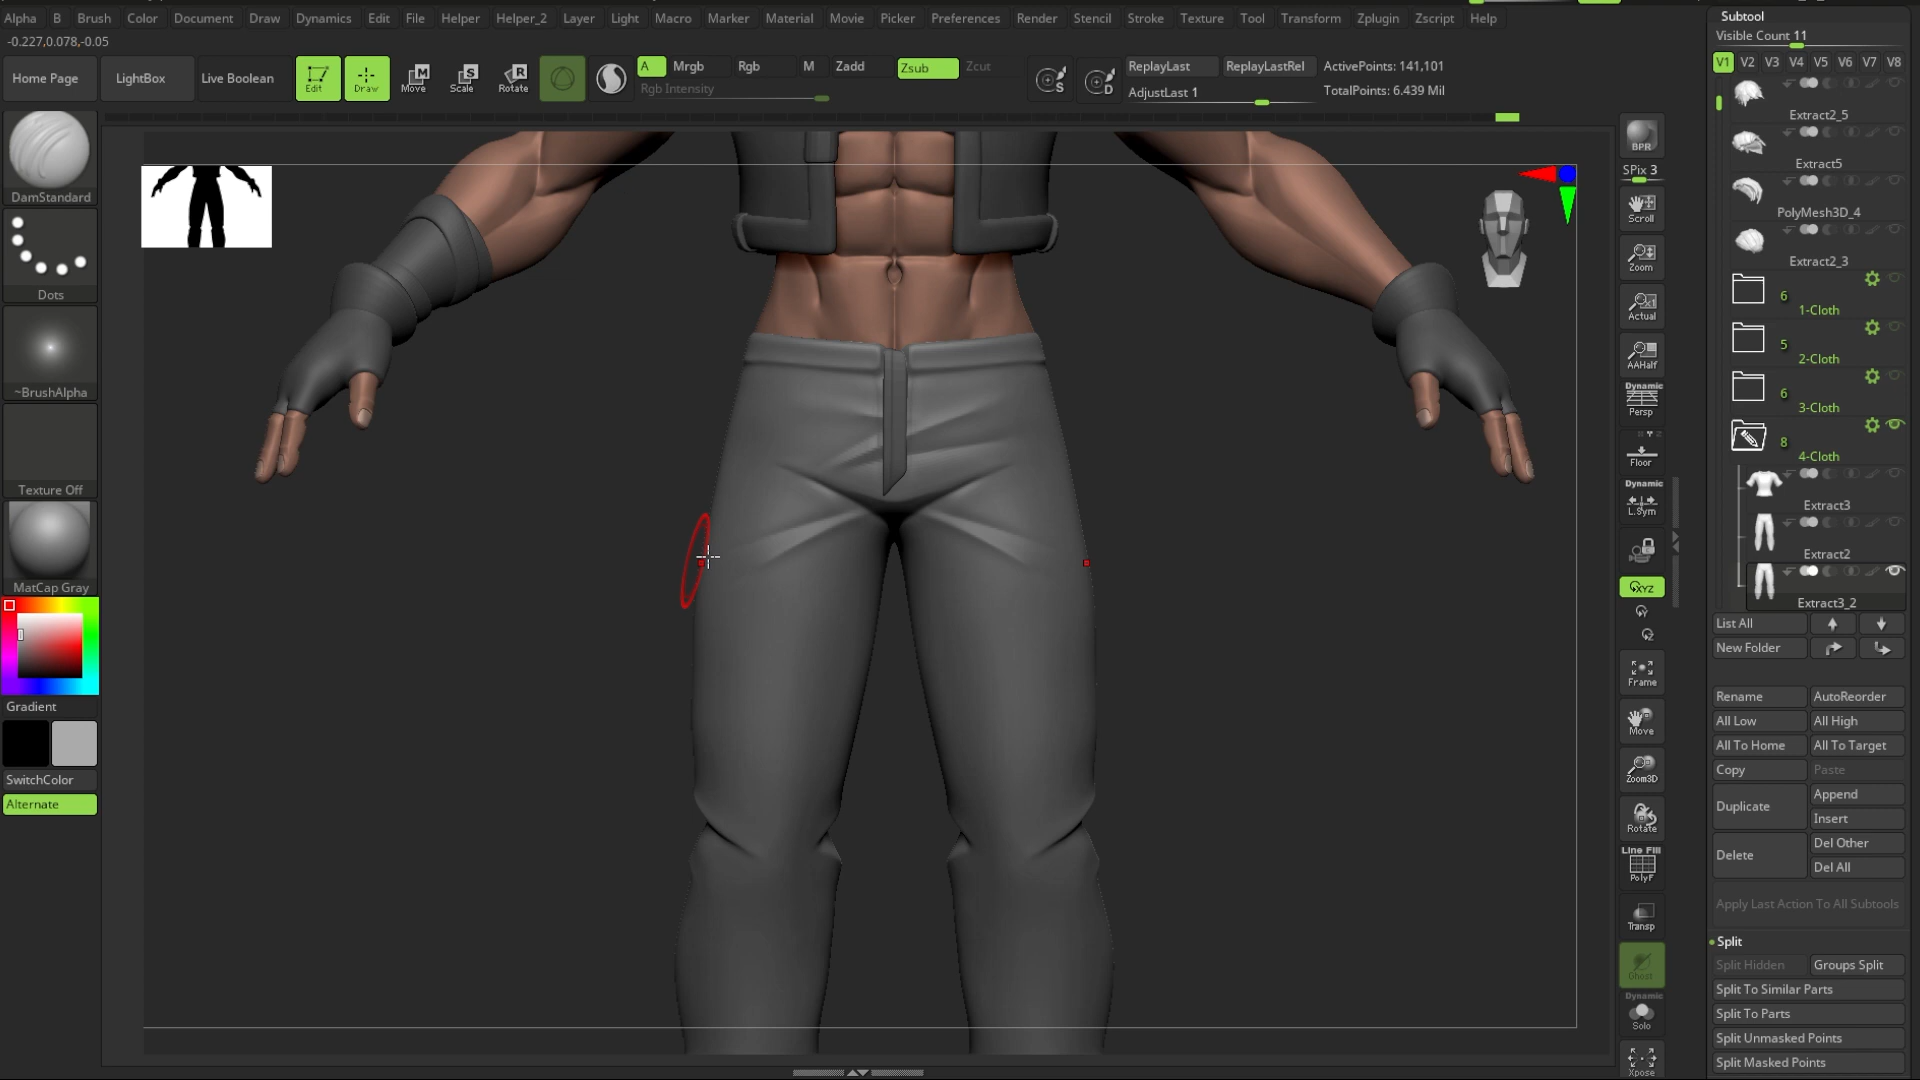 Alpha B Brush Color Document Draw Dynamics Edit File Helper Helper_2 Layer Light Macro Marker Material Movie Picker Preferences Render Stencil Stroke Texture Tool Transform Zplugin Zscript Help
-0.227,0.078,-0.05
Home Page
LightBox
Live Boolean
Edit
Draw
M
Move
S
Scale
R
Rotate
A
Mrgb
Rgb
M
Zadd
Zsub
Zcut
Rgb Intensity
S
D
ReplayLast
ReplayLastRel
AdjustLast 1
ActivePoints: 141,101
TotalPoints: 6.439 Mil
DamStandard
Dots
~BrushAlpha
Texture Off
MatCap Gray
Gradient
SwitchColor
Alternate
BPR
SPix 3
Scroll
Zoom
Actual
AAHalf
Dynamic
Persp
Floor
Dynamic
L.Sym
XYZ
Y
Z
Frame
Move
Zoom3D
Rotate
Line Fill
PolyF
Transp
Ghost
Dynamic
Solo
Xpose
Subtool
Visible Count 11
V1 V2 V3 V4 V5 V6 V7 V8
Extract2_5
Extract5
PolyMesh3D_4
Extract2_3
6
1-Cloth
5
2-Cloth
6
3-Cloth
8
4-Cloth
Extract3
Extract2
Extract3_2
List All
New Folder
Rename
AutoReorder
All Low
All High
All To Home
All To Target
Copy
Paste
Duplicate
Append
Insert
Delete
Del Other
Del All
Apply Last Action To All Subtools
Split
Split Hidden
Groups Split
Split To Similar Parts
Split To Parts
Split Unmasked Points
Split Masked Points